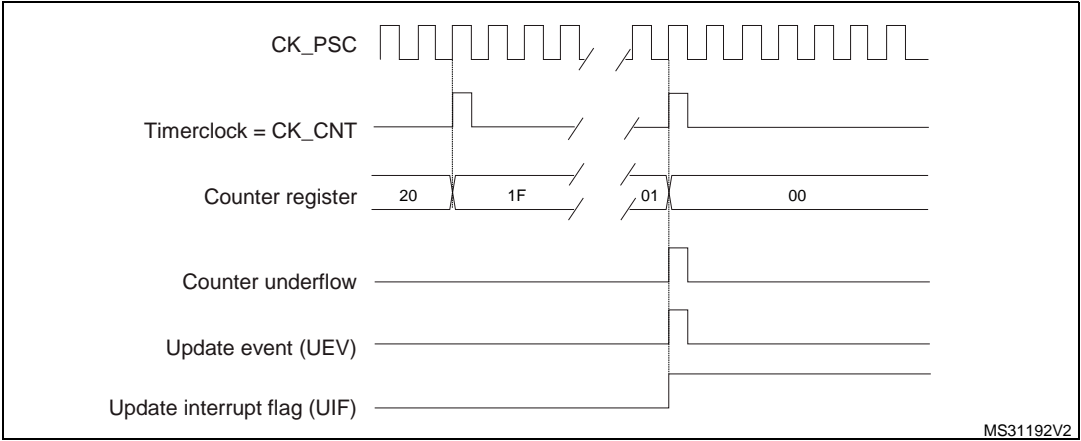 CK_PSC
Timerclock = CK_CNT
Counter register 20 1F 01 00
Counter underflow
Update event (UEV)
Update interrupt flag (UIF)
MS31192V2